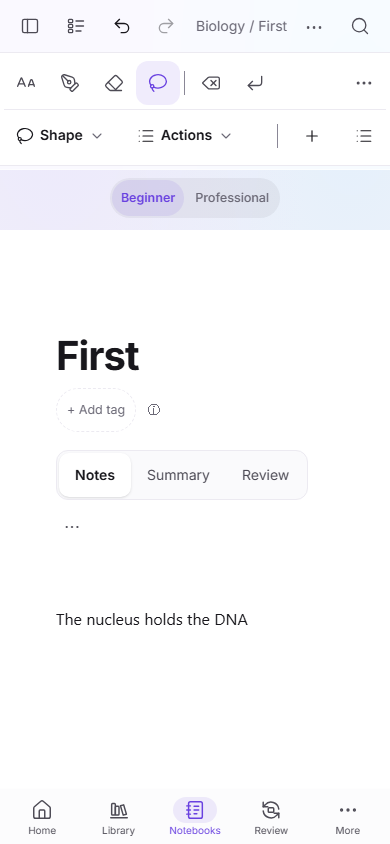 Biology / First
AA
Shape
Actions
Beginner
Professional
First
+ Add tag
Notes
Summary
Review
The nucleus holds the DNA
Home
Library
Notebooks
Review
More